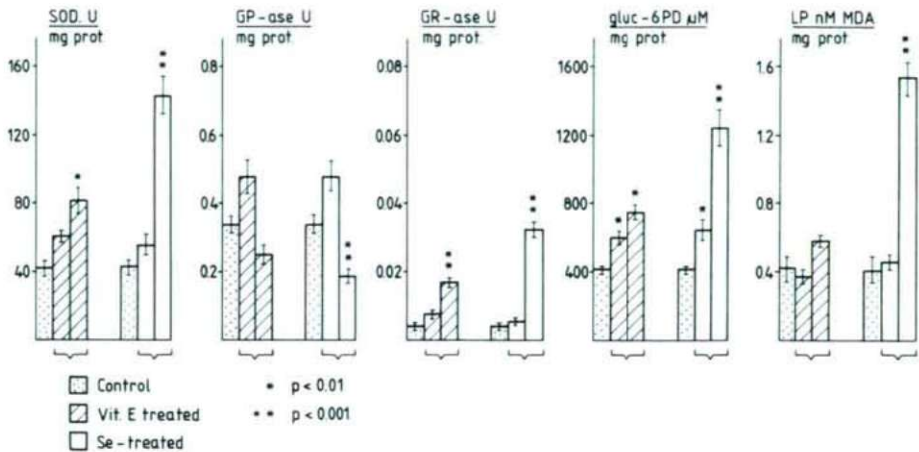 SOD. U
mg prot.
160
120
80
40
GP-ase U
mg prot.
0.8
0.6
0.4
0.2
GR-ase U
mg prot.
0.08
0.06
0.04
0.02
gluc-6PD µM
mg prot.
1600
1200
800
400
LP nM MDA
mg prot.
1.6
1.2
0.8
0.4
Control
Vit. E treated
Se-treated
* p < 0.01
** p < 0.001